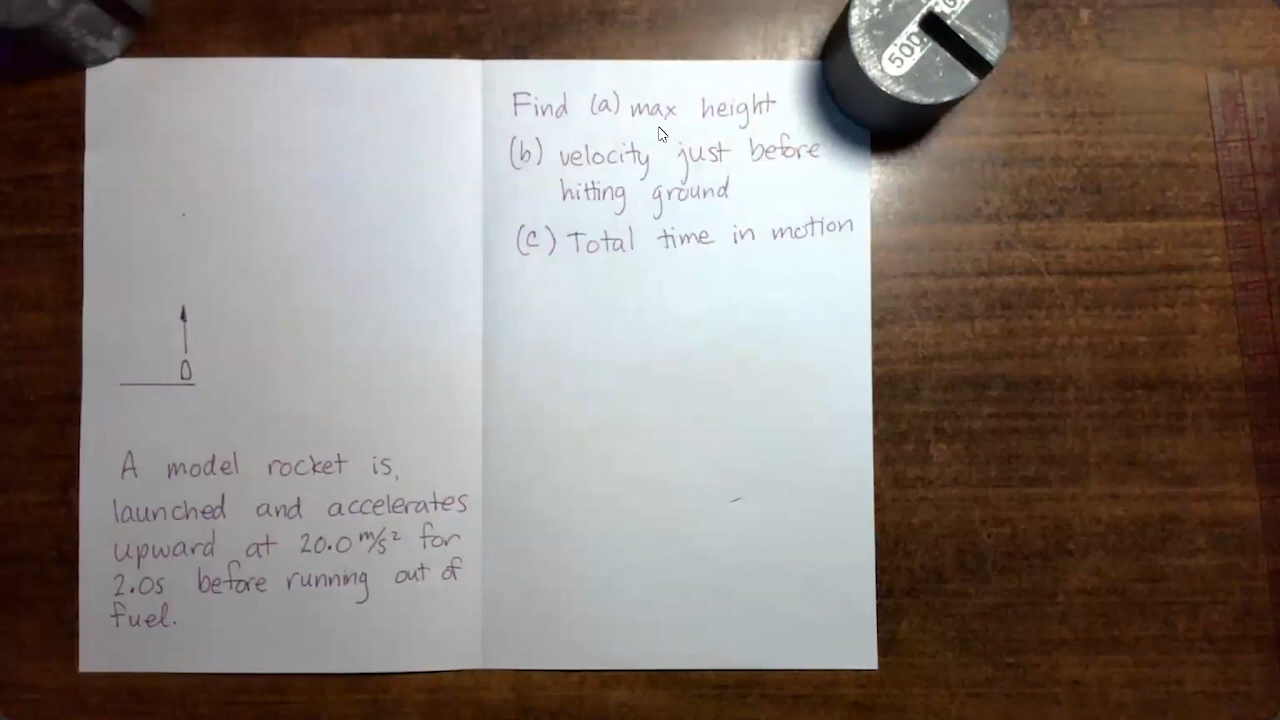 A model rocket is,
launched and accelerates
upward at 20.0 m/s² for
2.0s before running out of
fuel.
Find (a) max height
(b) velocity just before
hitting ground
(c) Total time in motion
500